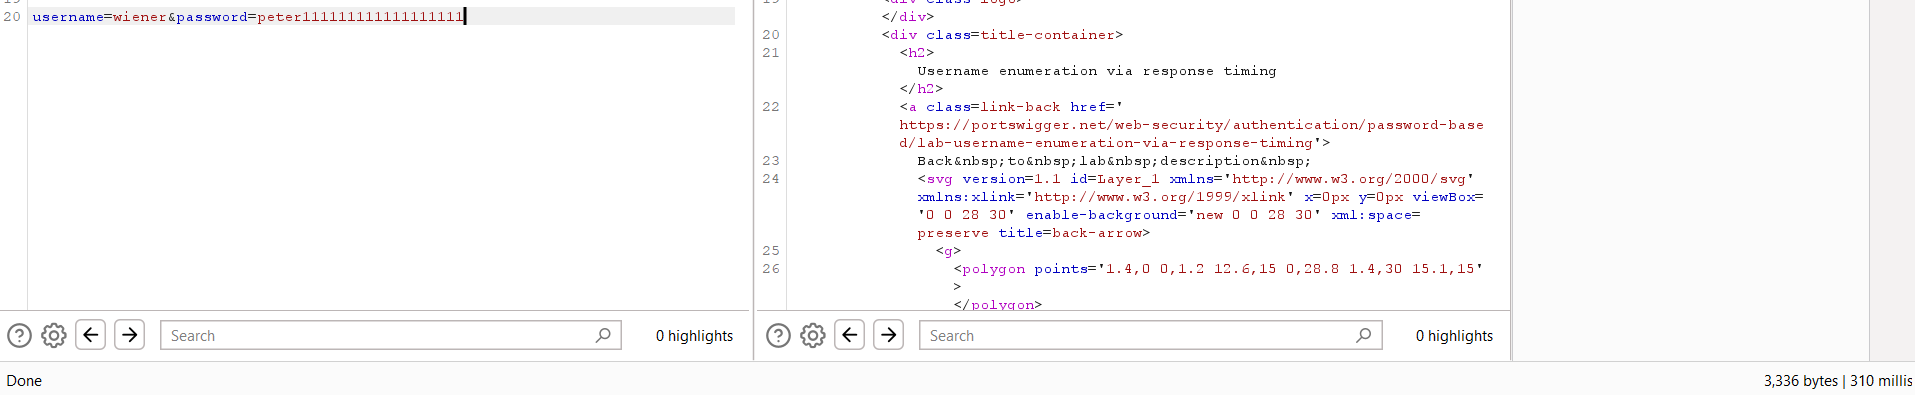 20 username=wiener&password=peter111111111111111111
</div>
20 <div class=title-container>
21 <h2>
Username enumeration via response timing
</h2>
22 <a class=link-back href='
https://portswigger.net/web-security/authentication/password-base
d/lab-username-enumeration-via-response-timing'>
23 Back&nbsp;to&nbsp;lab&nbsp;description&nbsp;
24 <svg version=1.1 id=Layer_1 xmlns='http://www.w3.org/2000/svg'
xmlns:xlink='http://www.w3.org/1999/xlink' x=0px y=0px viewBox=
'0 0 28 30' enable-background='new 0 0 28 30' xml:space=
preserve title=back-arrow>
25 <g>
26 <polygon points='1.4,0 0,1.2 12.6,15 0,28.8 1.4,30 15.1,15'
>
</polygon>
Search
0 highlights
Search
0 highlights
Done
3,336 bytes | 310 millis